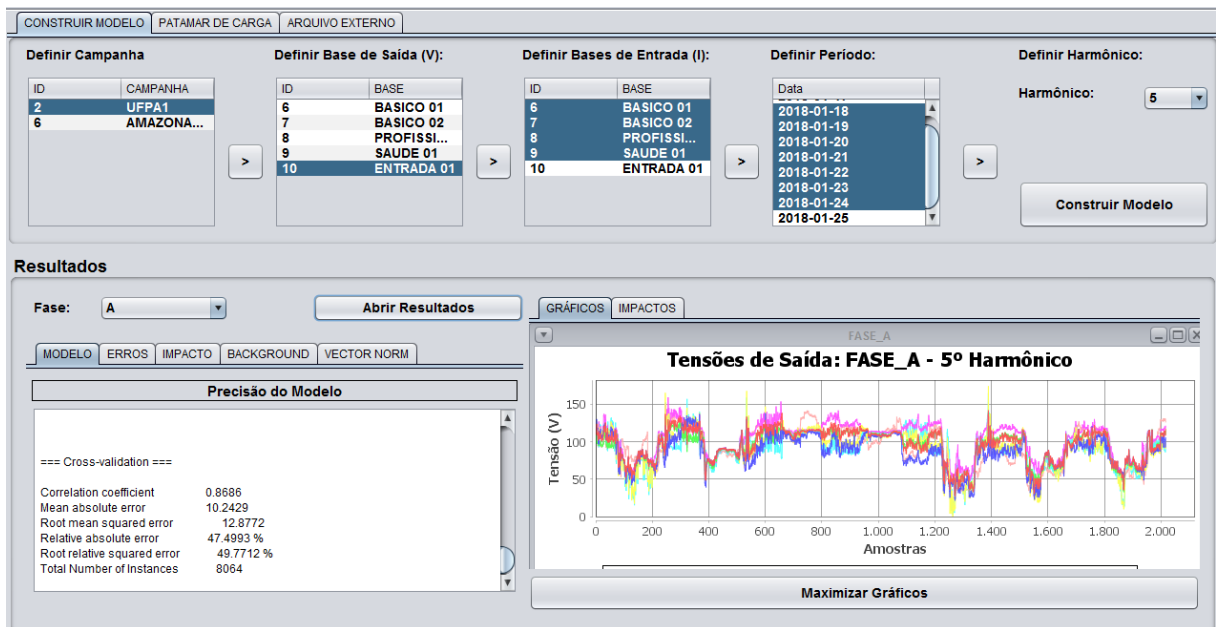 CONSTRUIR MODELO PATAMAR DE CARGA ARQUIVO EXTERNO
Definir Campanha
ID CAMPANHA
2 UFPA1
6 AMAZONA...
>
Definir Base de Saída (V):
ID BASE
6 BASICO 01
7 BASICO 02
8 PROFISSI...
9 SAUDE 01
10 ENTRADA 01
>
Definir Bases de Entrada (I):
ID BASE
6 BASICO 01
7 BASICO 02
8 PROFISSI...
9 SAUDE 01
10 ENTRADA 01
>
Definir Período:
Data
2018-01-18
2018-01-19
2018-01-20
2018-01-21
2018-01-22
2018-01-23
2018-01-24
2018-01-25
>
Definir Harmônico:
Harmônico: 5
Construir Modelo
Resultados
Fase: A
Abrir Resultados
MODELO ERROS IMPACTO BACKGROUND VECTOR NORM
Precisão do Modelo
=== Cross-validation ===
Correlation coefficient 0.8686
Mean absolute error 10.2429
Root mean squared error 12.8772
Relative absolute error 47.4993 %
Root relative squared error 49.7712 %
Total Number of Instances 8064
GRÁFICOS IMPACTOS
FASE_A
Tensões de Saída: FASE_A - 5º Harmônico
Tensão (V)
150
100
50
0
0 200 400 600 800 1.000 1.200 1.400 1.600 1.800 2.000
Amostras
Maximizar Gráficos